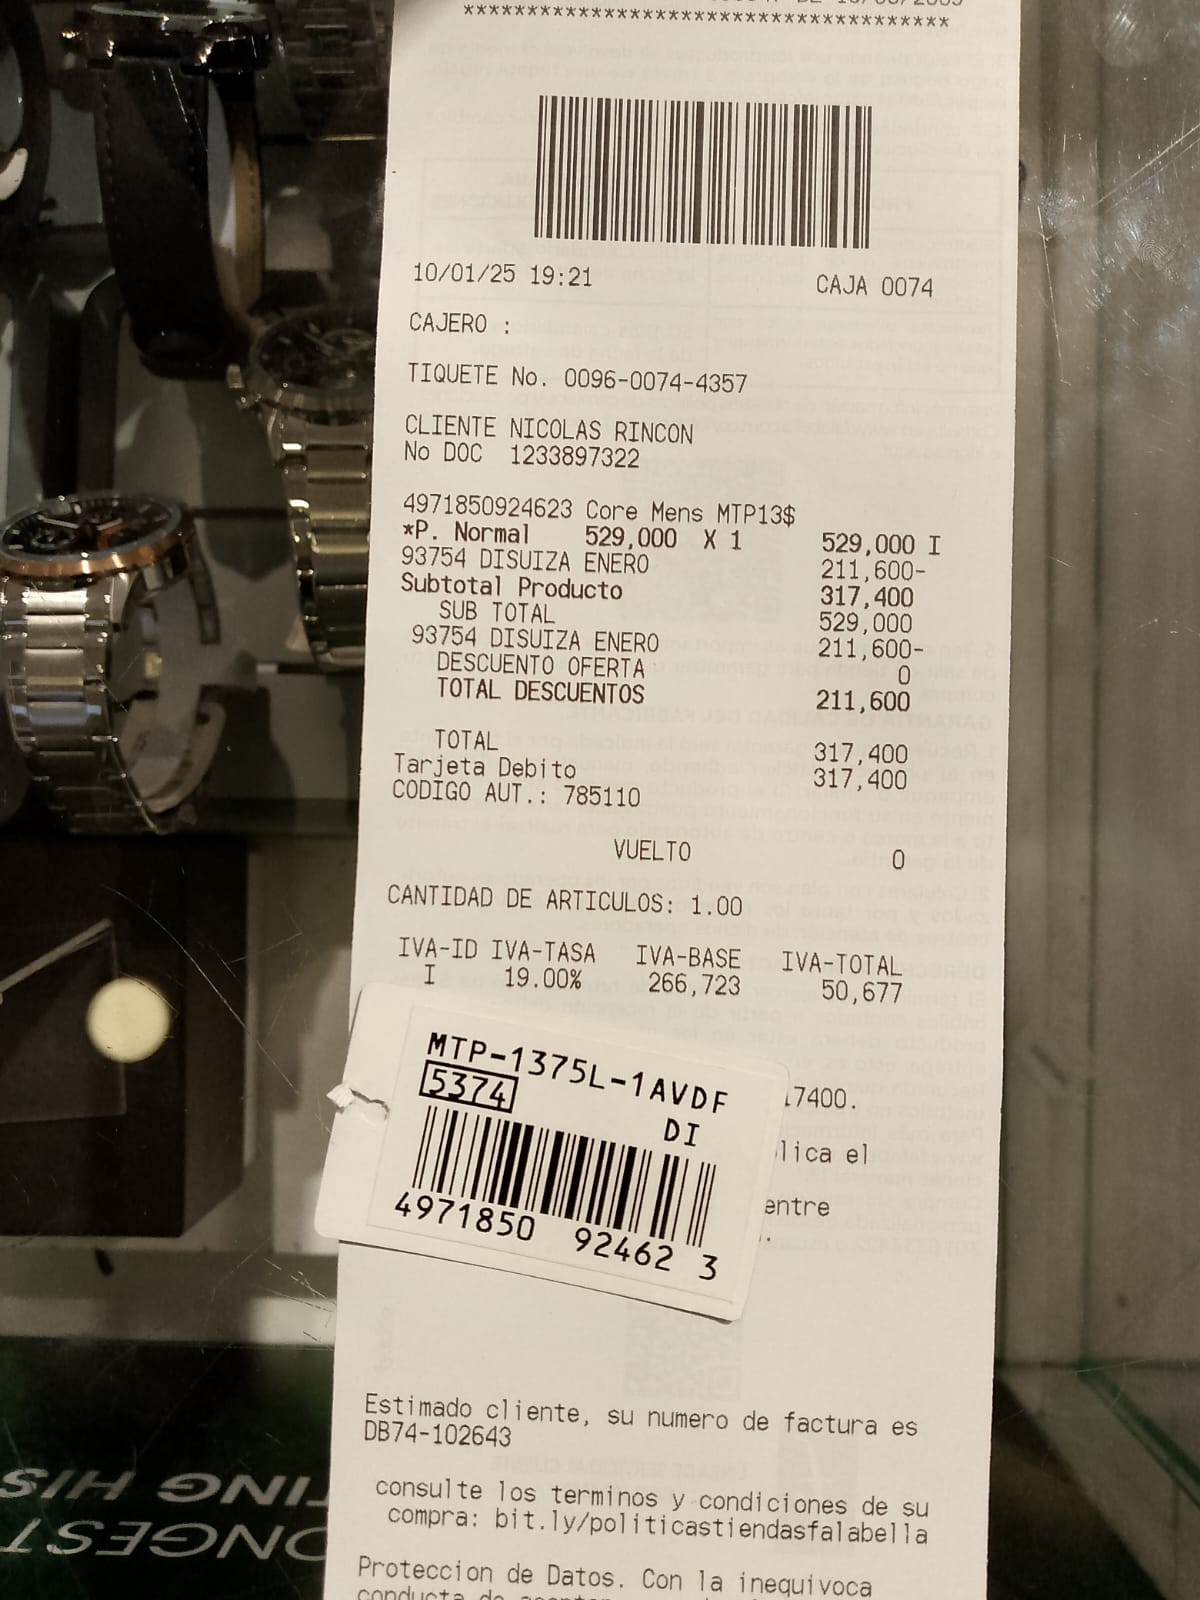 ****************************************
10/01/25 19:21 CAJA 0074
CAJERO :
TIQUETE No. 0096-0074-4357
CLIENTE NICOLAS RINCON
No DOC 1233897322
4971850924623 Core Mens MTP13$
*P. Normal 529,000 X 1 529,000 I
93754 DISUIZA ENERO 211,600-
Subtotal Producto 317,400
SUB TOTAL 529,000
93754 DISUIZA ENERO 211,600-
DESCUENTO OFERTA 0
TOTAL DESCUENTOS 211,600
TOTAL 317,400
Tarjeta Debito 317,400
CODIGO AUT.: 785110
VUELTO 0
CANTIDAD DE ARTICULOS: 1.00
IVA-ID IVA-TASA IVA-BASE IVA-TOTAL
I 19.00% 266,723 50,677
MTP-1375L-1AVDF
5374
DI
4971850 92462 3
17400.
lica el
entre
Estimado cliente, su numero de factura es
DB74-102643
consulte los terminos y condiciones de su
compra: bit.ly/politicastiendasfalabella
Proteccion de Datos. Con la inequivoca